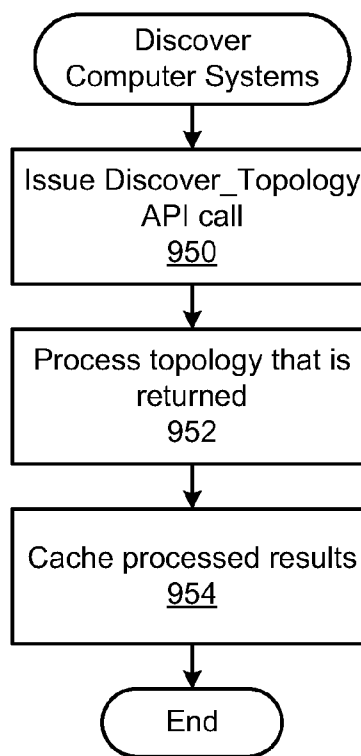 Discover
Computer Systems
Issue Discover_Topology
API call
950
Process topology that is
returned
952
Cache processed results
954
End